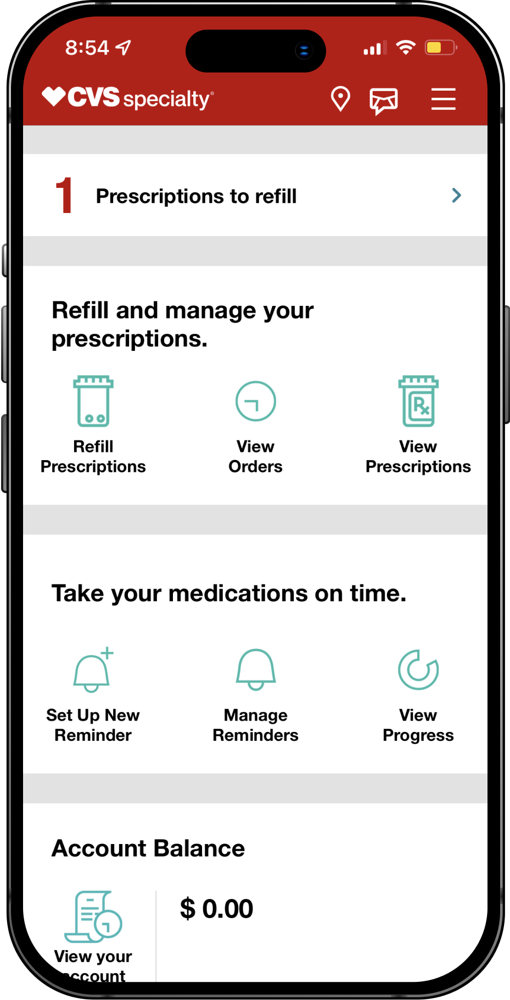 8:54
CVS specialty®
1 Prescriptions to refill
Refill and manage your
prescriptions.
Refill
Prescriptions
View
Orders
Rx
View
Prescriptions
Take your medications on time.
Set Up New
Reminder
Manage
Reminders
View
Progress
Account Balance
$ 0.00
View your
account